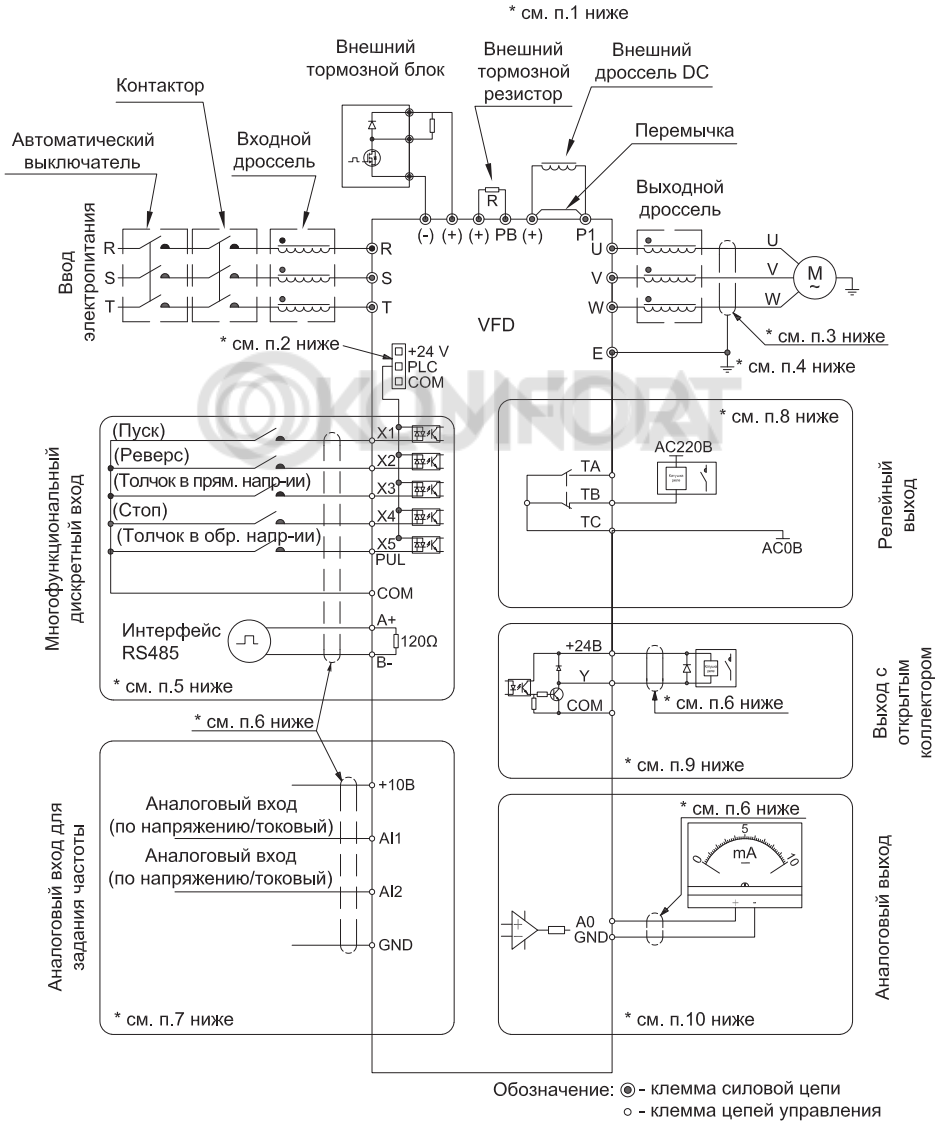 * см. п.1 ниже
Внешний
тормозной блок
Внешний
тормозной
резистор
Внешний
дроссель DC
Контактор
Перемычка
Автоматический
выключатель
Входной
дроссель
Выходной
дроссель
R
(-) (+) (+) PB (+) P1
Ввод
электропитания
R
S
T
R
S
T
VFD
U
V
W
E
U
V
W
M
~
* см. п.3 ниже
* см. п.4 ниже
* см. п.2 ниже
+24 V
PLC
COM
KOMFORT
Многофункциональный
дискретный вход
(Пуск)
(Реверс)
(Толчок в прям. напр-ии)
(Стоп)
(Толчок в обр. напр-ии)
X1
X2
X3
X4
X5
PUL
COM
A+
120Ω
B-
Интерфейс
RS485
* см. п.5 ниже
* см. п.6 ниже
* см. п.8 ниже
AC220В
TA
TB
TC
AC0В
Релейный
выход
+24В
Y
COM
* см. п.6 ниже
* см. п.9 ниже
Выход с
открытым
коллектором
Аналоговый вход для
задания частоты
+10В
Аналоговый вход
(по напряжению/токовый)
AI1
Аналоговый вход
(по напряжению/токовый)
AI2
GND
* см. п.7 ниже
* см. п.6 ниже
0
5
10
mA
+ -
A0
GND
* см. п.10 ниже
Аналоговый выход
Обозначение: - клемма силовой цепи
- клемма цепей управления